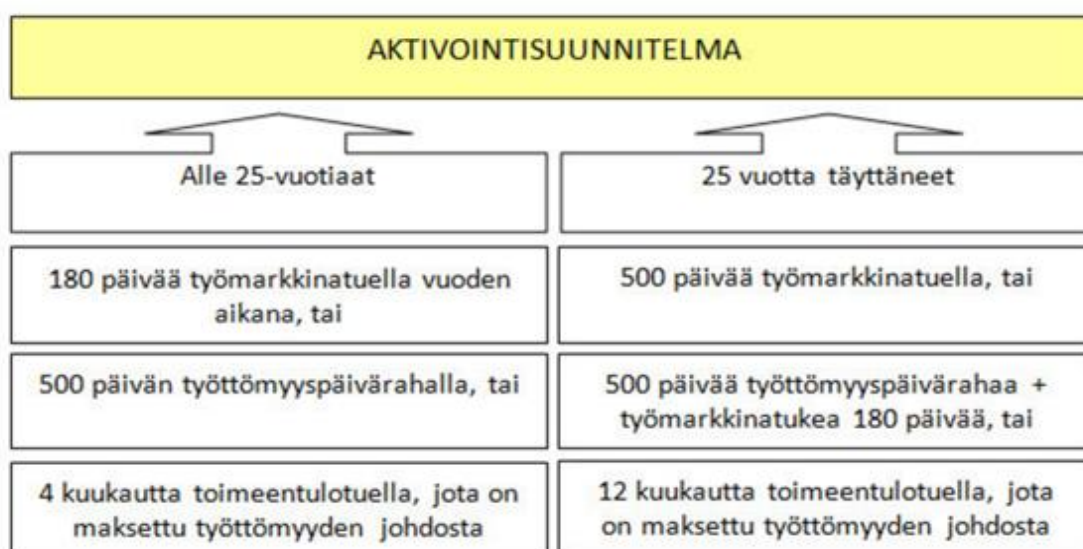 AKTIVOINTISUUNNITELMA
Alle 25-vuotiaat
180 päivää työmarkkinatuella vuoden
aikana, tai
500 päivän työttömyyspäivärahalla, tai
4 kuukautta toimeentulotuella, jota on
maksettu työttömyyden johdosta
25 vuotta täyttäneet
500 päivää työmarkkinatuella, tai
500 päivää työttömyyspäivärahaa +
työmarkkinatukea 180 päivää, tai
12 kuukautta toimeentulotuella, jota
on maksettu työttömyyden johdosta